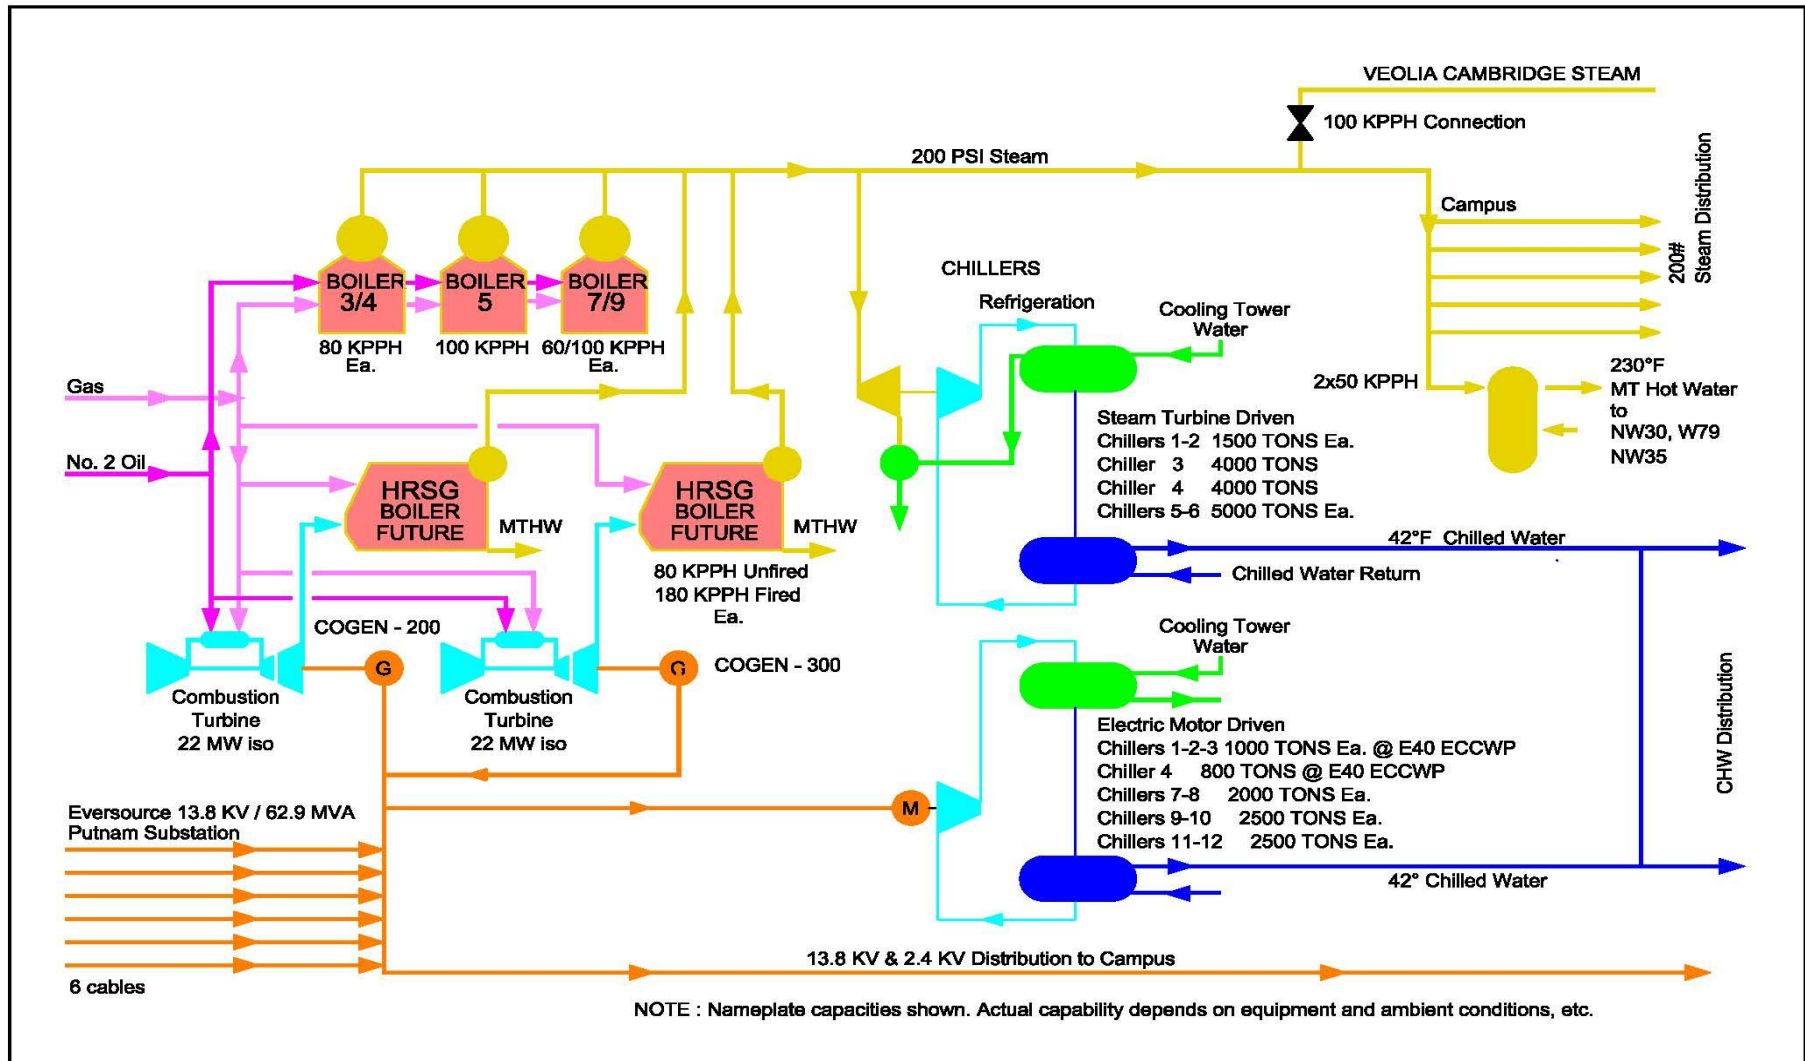 VEOLIA CAMBRIDGE STEAM
100 KPPH Connection
200 PSI Steam
Campus
200#
Steam Distribution
BOILER
3/4
BOILER
5
BOILER
7/9
80 KPPH
Ea.
100 KPPH
60/100 KPPH
Ea.
CHILLERS
Refrigeration
Cooling Tower
Water
Gas
No. 2 Oil
2x50 KPPH
230°F
MT Hot Water
to
NW30, W79
NW35
Steam Turbine Driven
Chillers 1-2 1500 TONS Ea.
Chiller 3 4000 TONS
Chiller 4 4000 TONS
Chillers 5-6 5000 TONS Ea.
HRSG
BOILER
FUTURE
MTHW
HRSG
BOILER
FUTURE
MTHW
80 KPPH Unfired
180 KPPH Fired
Ea.
42°F Chilled Water
Chilled Water Return
COGEN - 200
G
COGEN - 300
G
Combustion
Turbine
22 MW iso
Combustion
Turbine
22 MW iso
Cooling Tower
Water
Electric Motor Driven
Chillers 1-2-3 1000 TONS Ea. @ E40 ECCWP
Chiller 4 800 TONS @ E40 ECCWP
Chillers 7-8 2000 TONS Ea.
Chillers 9-10 2500 TONS Ea.
Chillers 11-12 2500 TONS Ea.
M
CHW Distribution
Eversource 13.8 KV / 62.9 MVA
Putnam Substation
6 cables
42° Chilled Water
13.8 KV & 2.4 KV Distribution to Campus
NOTE : Nameplate capacities shown. Actual capability depends on equipment and ambient conditions, etc.